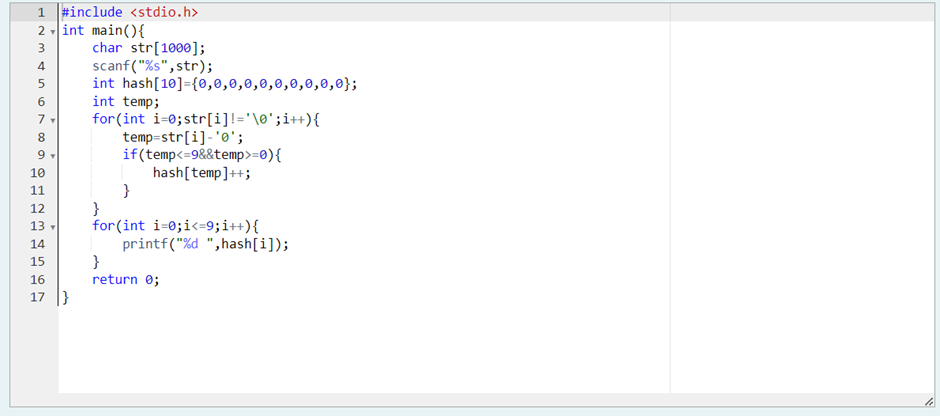 1 #include <stdio.h>
2 int main(){
3 char str[1000];
4 scanf("%s",str);
5 int hash[10]={0,0,0,0,0,0,0,0,0,0};
6 int temp;
7 for(int i=0;str[i]!='\0';i++){
8 temp=str[i]-'0';
9 if(temp<=9&&temp>=0){
10 hash[temp]++;
11 }
12 }
13 for(int i=0;i<=9;i++){
14 printf("%d ",hash[i]);
15 }
16 return 0;
17 }